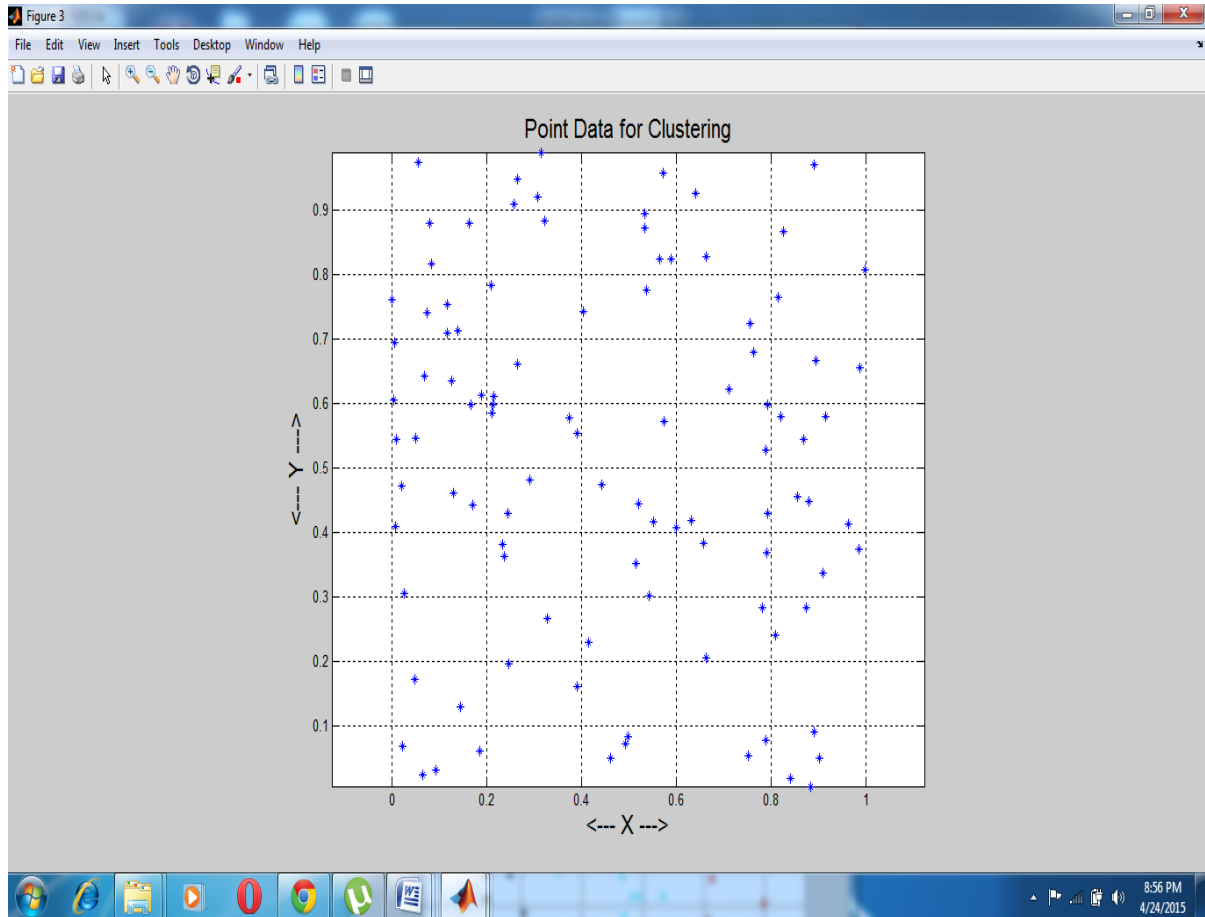 Figure 3
File Edit View Insert Tools Desktop Window Help
Point Data for Clustering
0.9
0.8
0.7
0.6
0.5
0.4
0.3
0.2
0.1
<--- Y --->
0 0.2 0.4 0.6 0.8 1
<--- X --->
8:56 PM
4/24/2015